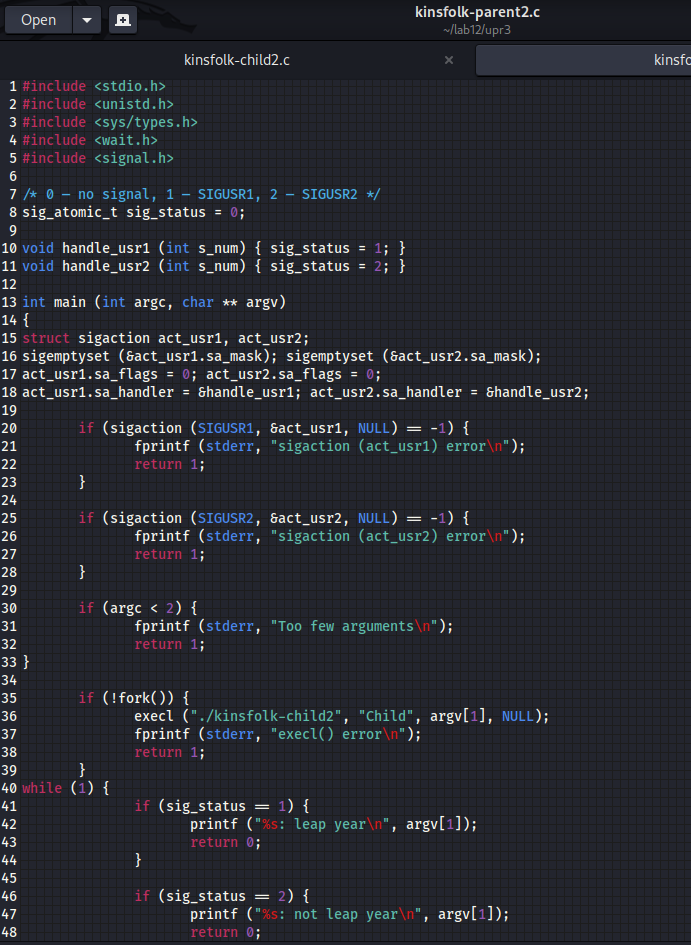 Open
kinsfolk-parent2.c
~/lab12/upr3
kinsfolk-child2.c × kinsfo
1 #include <stdio.h>
2 #include <unistd.h>
3 #include <sys/types.h>
4 #include <wait.h>
5 #include <signal.h>
6
7 /* 0 — no signal, 1 — SIGUSR1, 2 — SIGUSR2 */
8 sig_atomic_t sig_status = 0;
9
10 void handle_usr1 (int s_num) { sig_status = 1; }
11 void handle_usr2 (int s_num) { sig_status = 2; }
12
13 int main (int argc, char ** argv)
14 {
15 struct sigaction act_usr1, act_usr2;
16 sigemptyset (&act_usr1.sa_mask); sigemptyset (&act_usr2.sa_mask);
17 act_usr1.sa_flags = 0; act_usr2.sa_flags = 0;
18 act_usr1.sa_handler = &handle_usr1; act_usr2.sa_handler = &handle_usr2;
19
20 if (sigaction (SIGUSR1, &act_usr1, NULL) == -1) {
21 fprintf (stderr, "sigaction (act_usr1) error\n");
22 return 1;
23 }
24
25 if (sigaction (SIGUSR2, &act_usr2, NULL) == -1) {
26 fprintf (stderr, "sigaction (act_usr2) error\n");
27 return 1;
28 }
29
30 if (argc < 2) {
31 fprintf (stderr, "Too few arguments\n");
32 return 1;
33 }
34
35 if (!fork()) {
36 execl ("./kinsfolk-child2", "Child", argv[1], NULL);
37 fprintf (stderr, "execl() error\n");
38 return 1;
39 }
40 while (1) {
41 if (sig_status == 1) {
42 printf ("%s: leap year\n", argv[1]);
43 return 0;
44 }
45
46 if (sig_status == 2) {
47 printf ("%s: not leap year\n", argv[1]);
48 return 0;